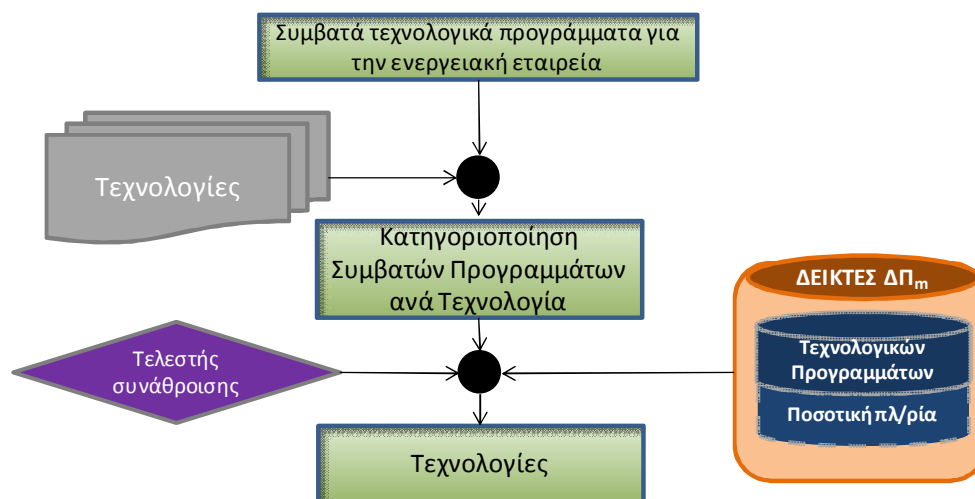 Συμβατά τεχνολογικά προγράμματα για
την ενεργειακή εταιρεία
Τεχνολογίες
Κατηγοριοποίηση
Συμβατών Προγραμμάτων
ανά Τεχνολογία
ΔΕΙΚΤΕΣ ΔΠm
Τεχνολογικών
Προγραμμάτων
Ποσοτική πλ/ρία
Τελεστής
συνάθροισης
Τεχνολογίες